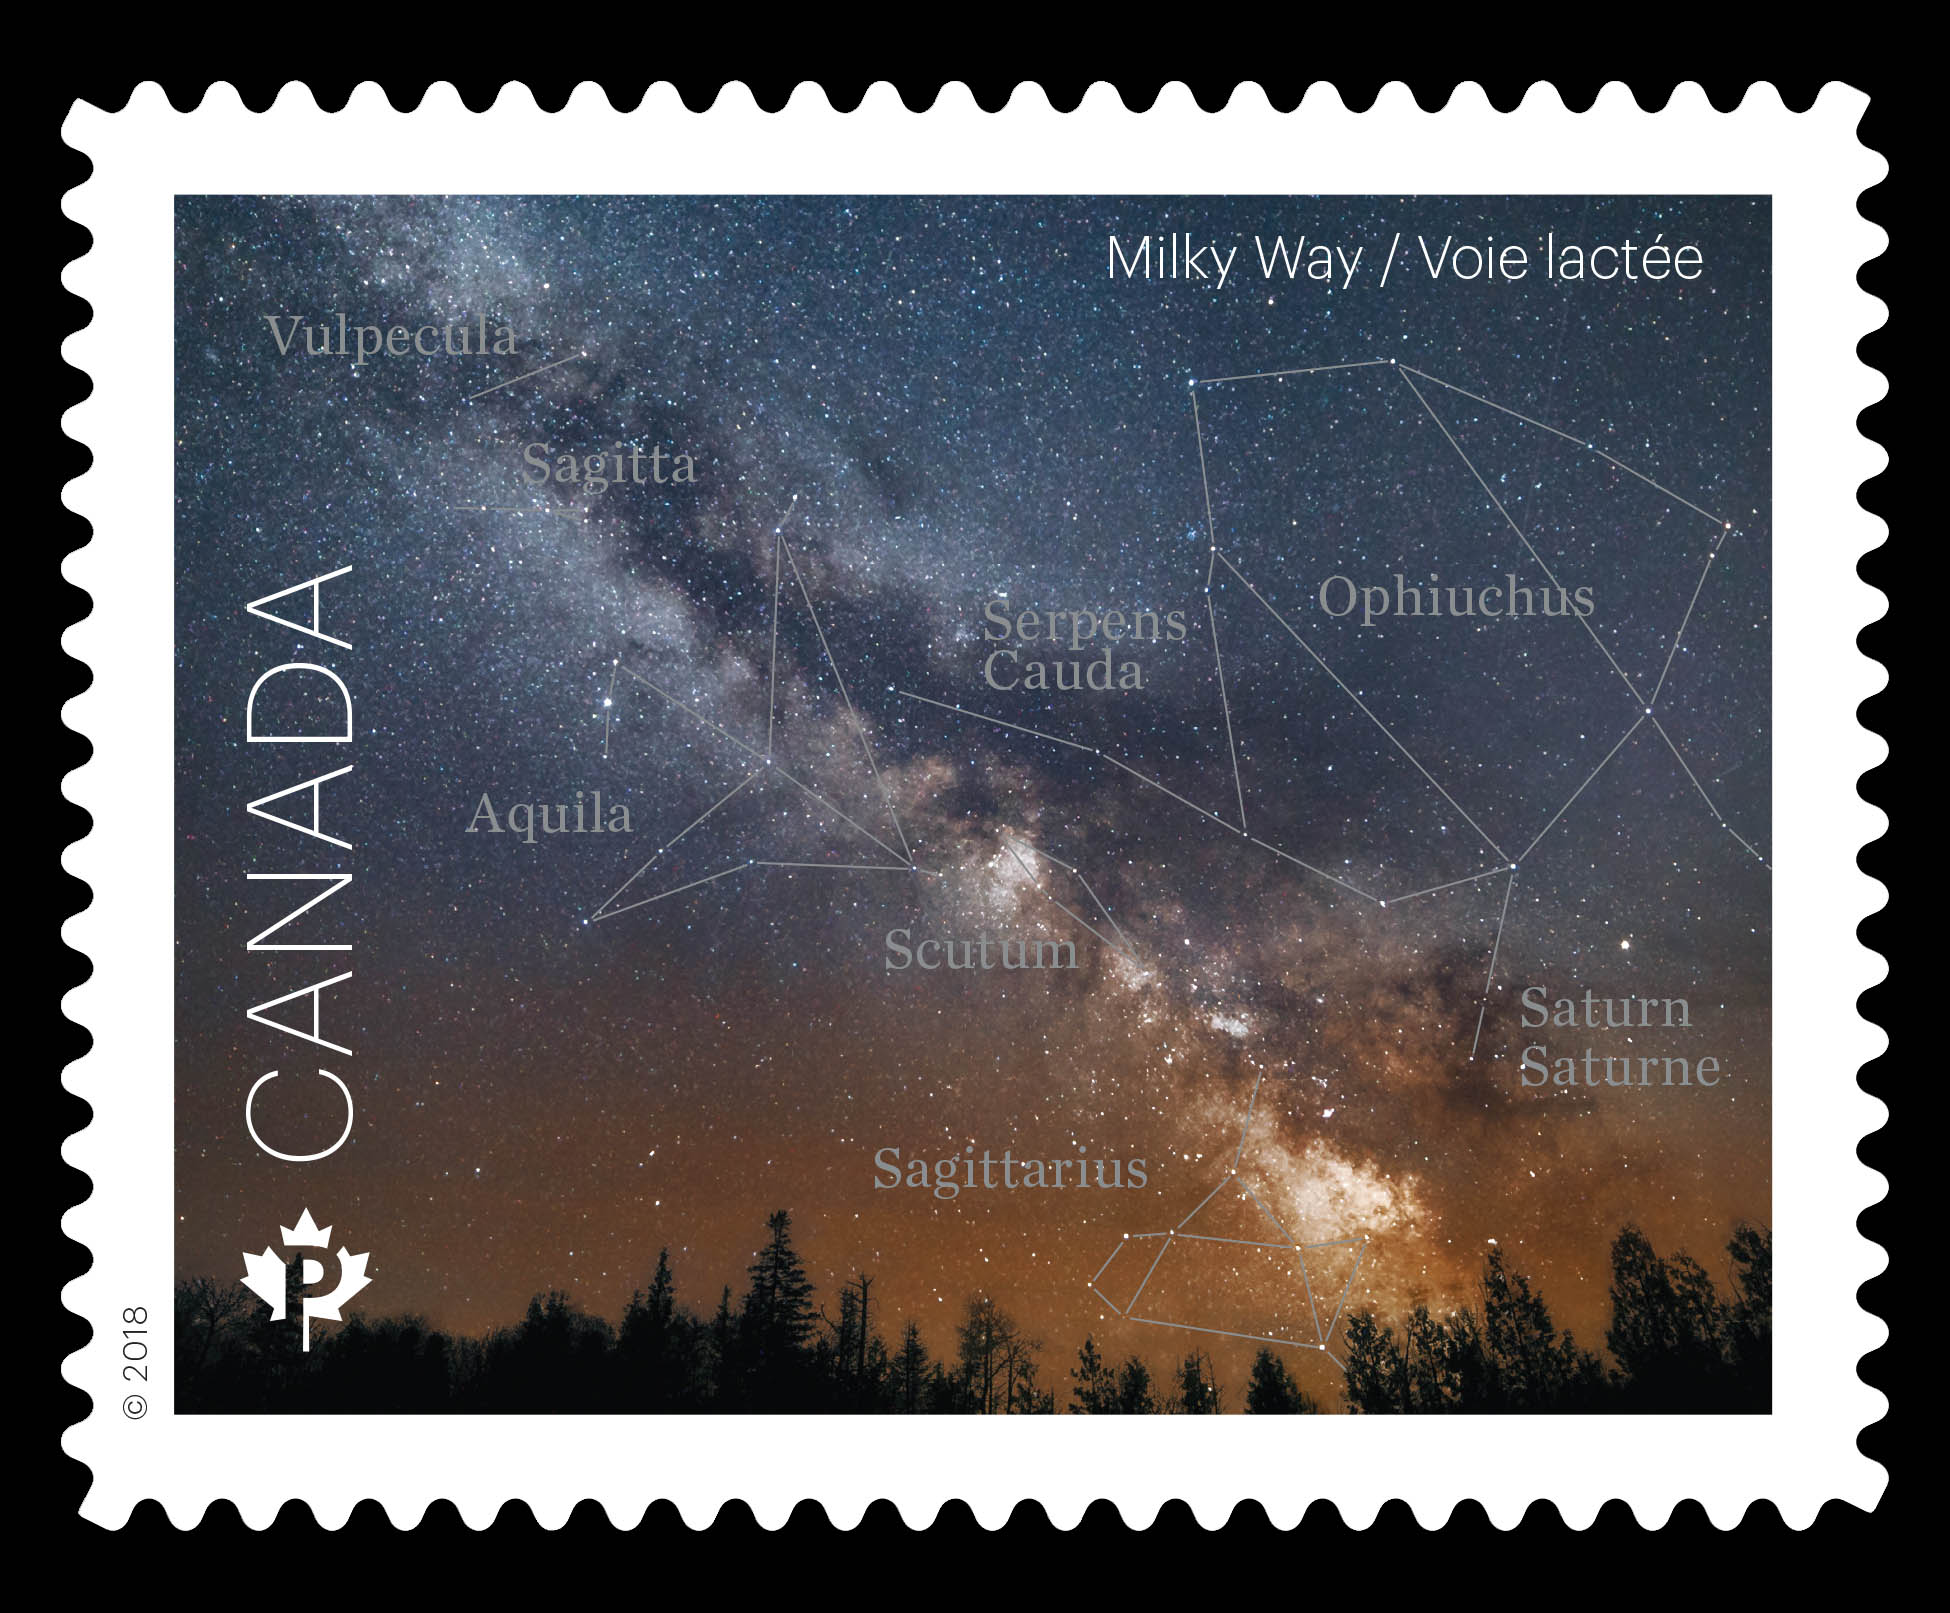 Milky Way / Voie lactée
Vulpecula
Sagitta
Serpens
Cauda
Ophiuchus
Aquila
Scutum
Saturn
Saturne
Sagittarius
CANADA
P
© 2018